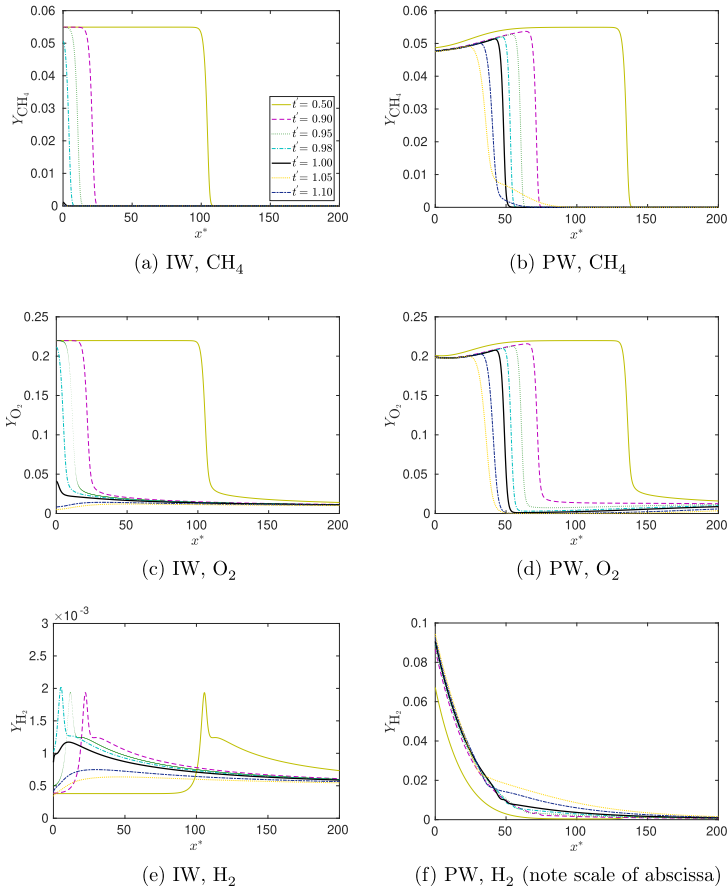 0.06
0.05
0.04
0.03
0.02
0.01
0
Y_CH₄
t′ = 0.50
t′ = 0.90
t′ = 0.95
t′ = 0.98
t′ = 1.00
t′ = 1.05
t′ = 1.10
0 50 100 150 200
x*
(a) IW, CH₄
0.06
0.05
0.04
0.03
0.02
0.01
0
Y_CH₄
0 50 100 150 200
x*
(b) PW, CH₄
0.25
0.2
0.15
0.1
0.05
0
Y_O₂
0 50 100 150 200
x*
(c) IW, O₂
0.25
0.2
0.15
0.1
0.05
0
Y_O₂
0 50 100 150 200
x*
(d) PW, O₂
×10⁻³
3
2.5
2
1.5
1
0.5
0
Y_H₂
0 50 100 150 200
x*
(e) IW, H₂
0.1
0.08
0.06
0.04
0.02
0
Y_H₂
0 50 100 150 200
x*
(f) PW, H₂ (note scale of abscissa)